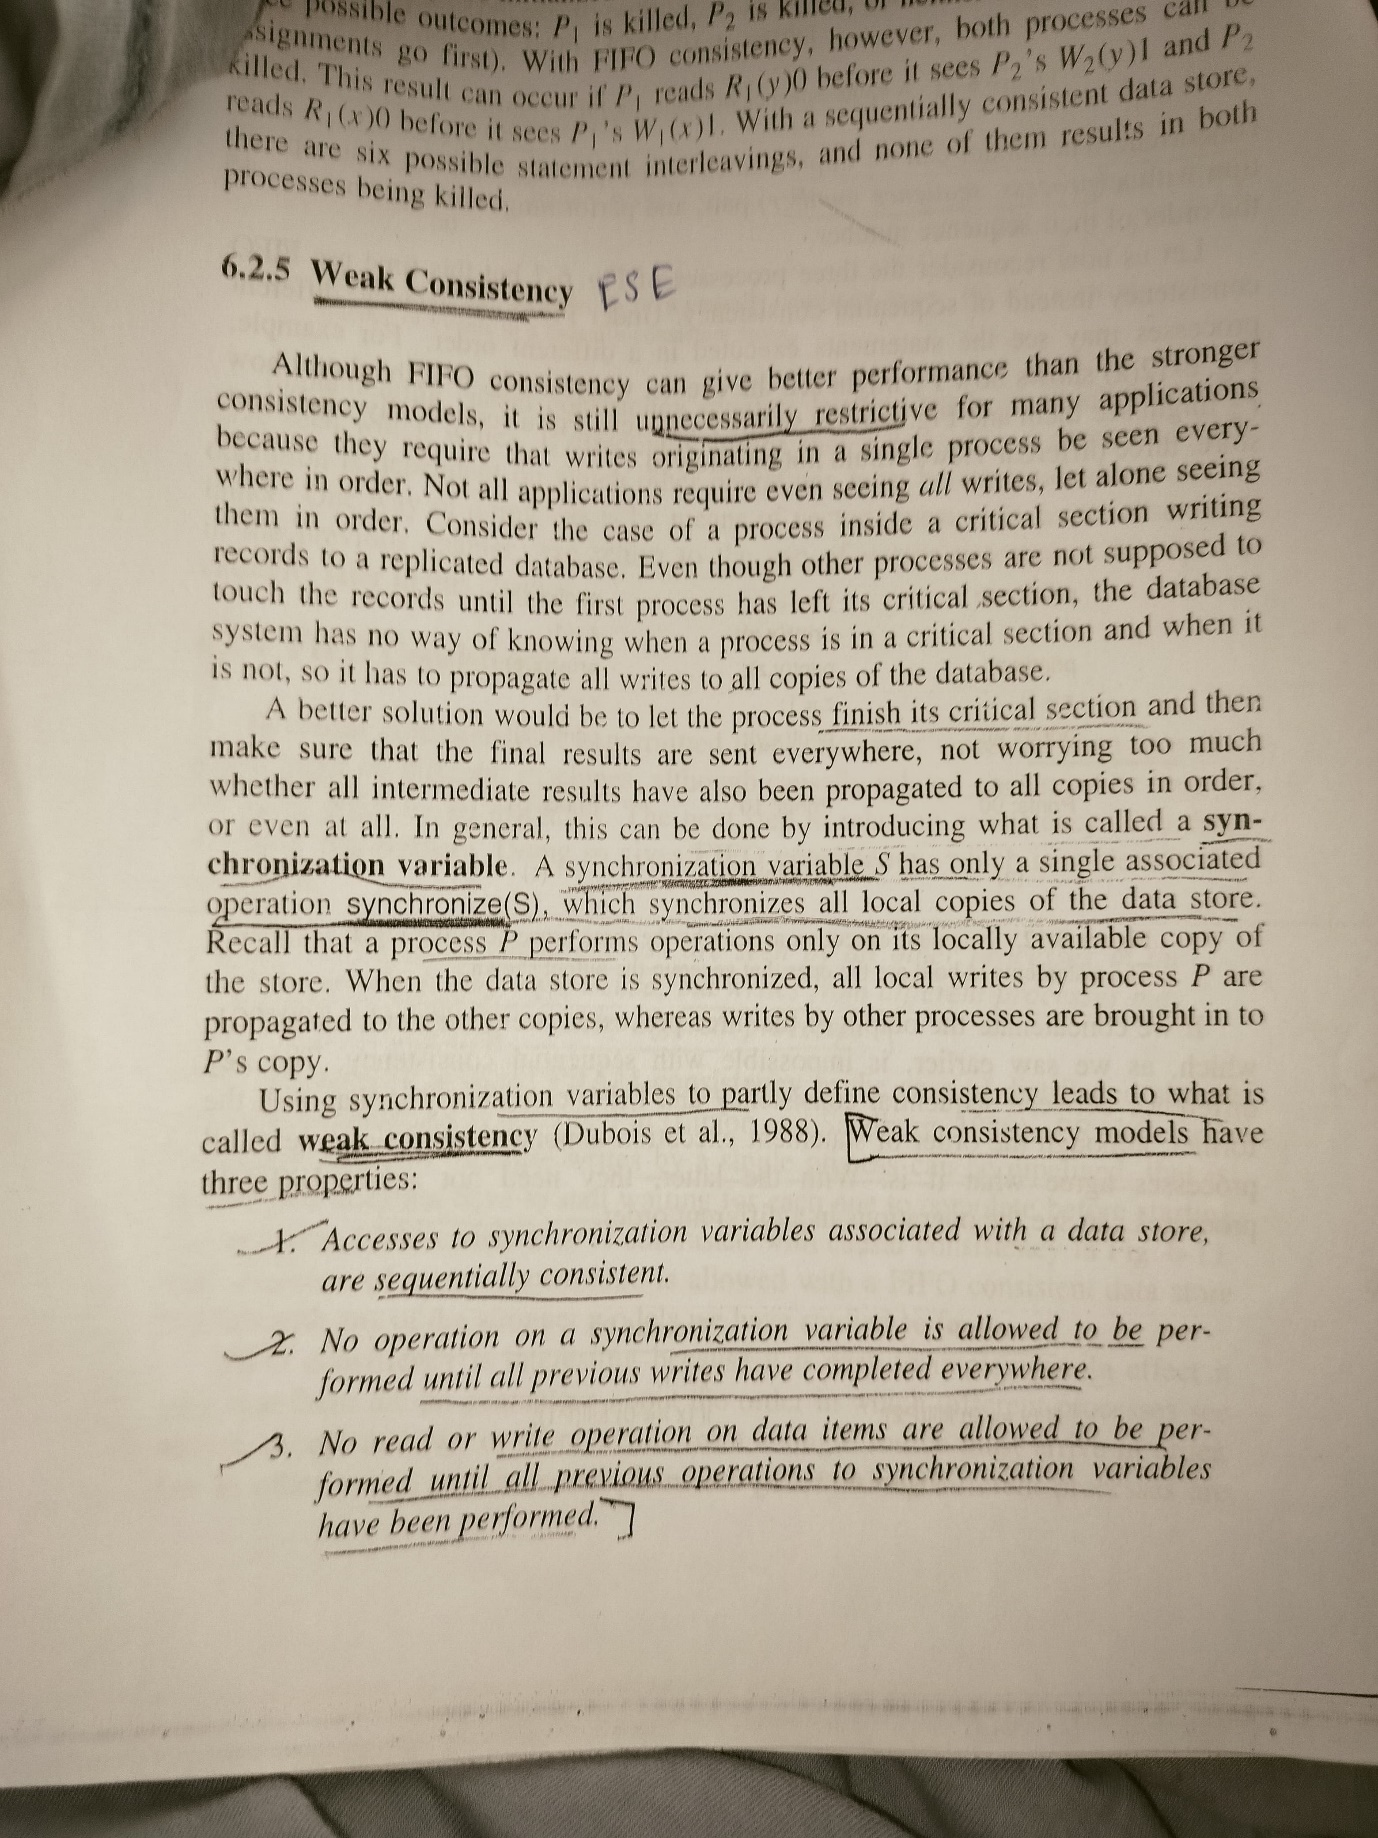 possible outcomes: P1 is killed, P2 is killed, or
ssignments go first). With FIFO consistency, however, both processes can be
killed. This result can occur if P1 reads R1(y)0 before it sees P2's W2(y)1 and P2
reads R1(x)0 before it sees P1's W1(x)1. With a sequentially consistent data store,
there are six possible statement interleavings, and none of them results in both
processes being killed.
6.2.5 Weak Consistency ESE
Although FIFO consistency can give better performance than the stronger
consistency models, it is still unnecessarily restrictive for many applications
because they require that writes originating in a single process be seen every-
where in order. Not all applications require even seeing all writes, let alone seeing
them in order. Consider the case of a process inside a critical section writing
records to a replicated database. Even though other processes are not supposed to
touch the records until the first process has left its critical section, the database
system has no way of knowing when a process is in a critical section and when it
is not, so it has to propagate all writes to all copies of the database.
A better solution would be to let the process finish its critical section and then
make sure that the final results are sent everywhere, not worrying too much
whether all intermediate results have also been propagated to all copies in order,
or even at all. In general, this can be done by introducing what is called a syn-
chronization variable. A synchronization variable S has only a single associated
operation synchronize(S), which synchronizes all local copies of the data store.
Recall that a process P performs operations only on its locally available copy of
the store. When the data store is synchronized, all local writes by process P are
propagated to the other copies, whereas writes by other processes are brought in to
P's copy.
Using synchronization variables to partly define consistency leads to what is
called weak consistency (Dubois et al., 1988). Weak consistency models have
three properties:
1. Accesses to synchronization variables associated with a data store,
are sequentially consistent.
2. No operation on a synchronization variable is allowed to be per-
formed until all previous writes have completed everywhere.
3. No read or write operation on data items are allowed to be per-
formed until all previous operations to synchronization variables
have been performed.